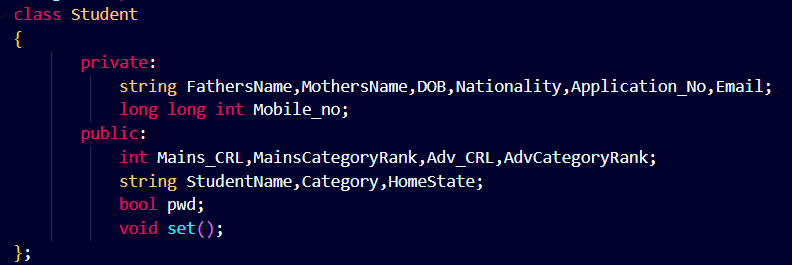 class Student
{
private:
string FathersName,MothersName,DOB,Nationality,Application_No,Email;
long long int Mobile_no;
public:
int Mains_CRL,MainsCategoryRank,Adv_CRL,AdvCategoryRank;
string StudentName,Category,HomeState;
bool pwd;
void set();
};